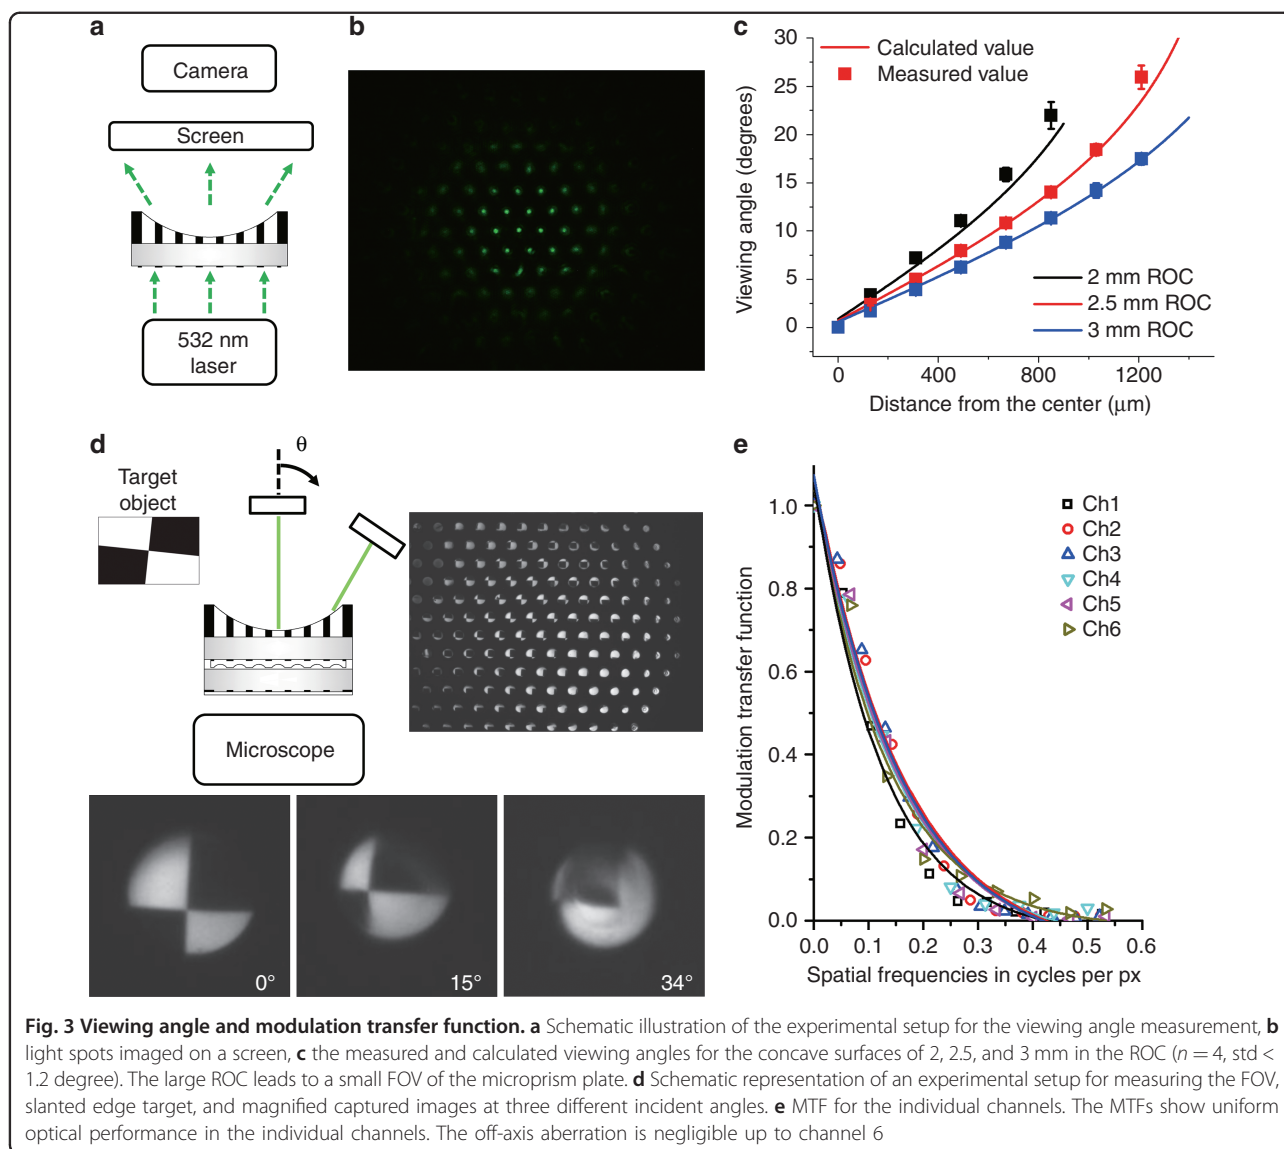 a
Camera
Screen
532 nm
laser
b
c
30
25
20
15
10
5
0
Viewing angle (degrees)
Calculated value
Measured value
2 mm ROC
2.5 mm ROC
3 mm ROC
0 400 800 1200
Distance from the center (μm)
d
Target
object
θ
Microscope
0°
15°
34°
e
1.0
0.8
0.6
0.4
0.2
0.0
Modulation transfer function
Ch1
Ch2
Ch3
Ch4
Ch5
Ch6
0.0 0.1 0.2 0.3 0.4 0.5 0.6
Spatial frequencies in cycles per px
Fig. 3 Viewing angle and modulation transfer function. a Schematic illustration of the experimental setup for the viewing angle measurement, b
light spots imaged on a screen, c the measured and calculated viewing angles for the concave surfaces of 2, 2.5, and 3 mm in the ROC (n = 4, std <
1.2 degree). The large ROC leads to a small FOV of the microprism plate. d Schematic representation of an experimental setup for measuring the FOV,
slanted edge target, and magnified captured images at three different incident angles. e MTF for the individual channels. The MTFs show uniform
optical performance in the individual channels. The off-axis aberration is negligible up to channel 6